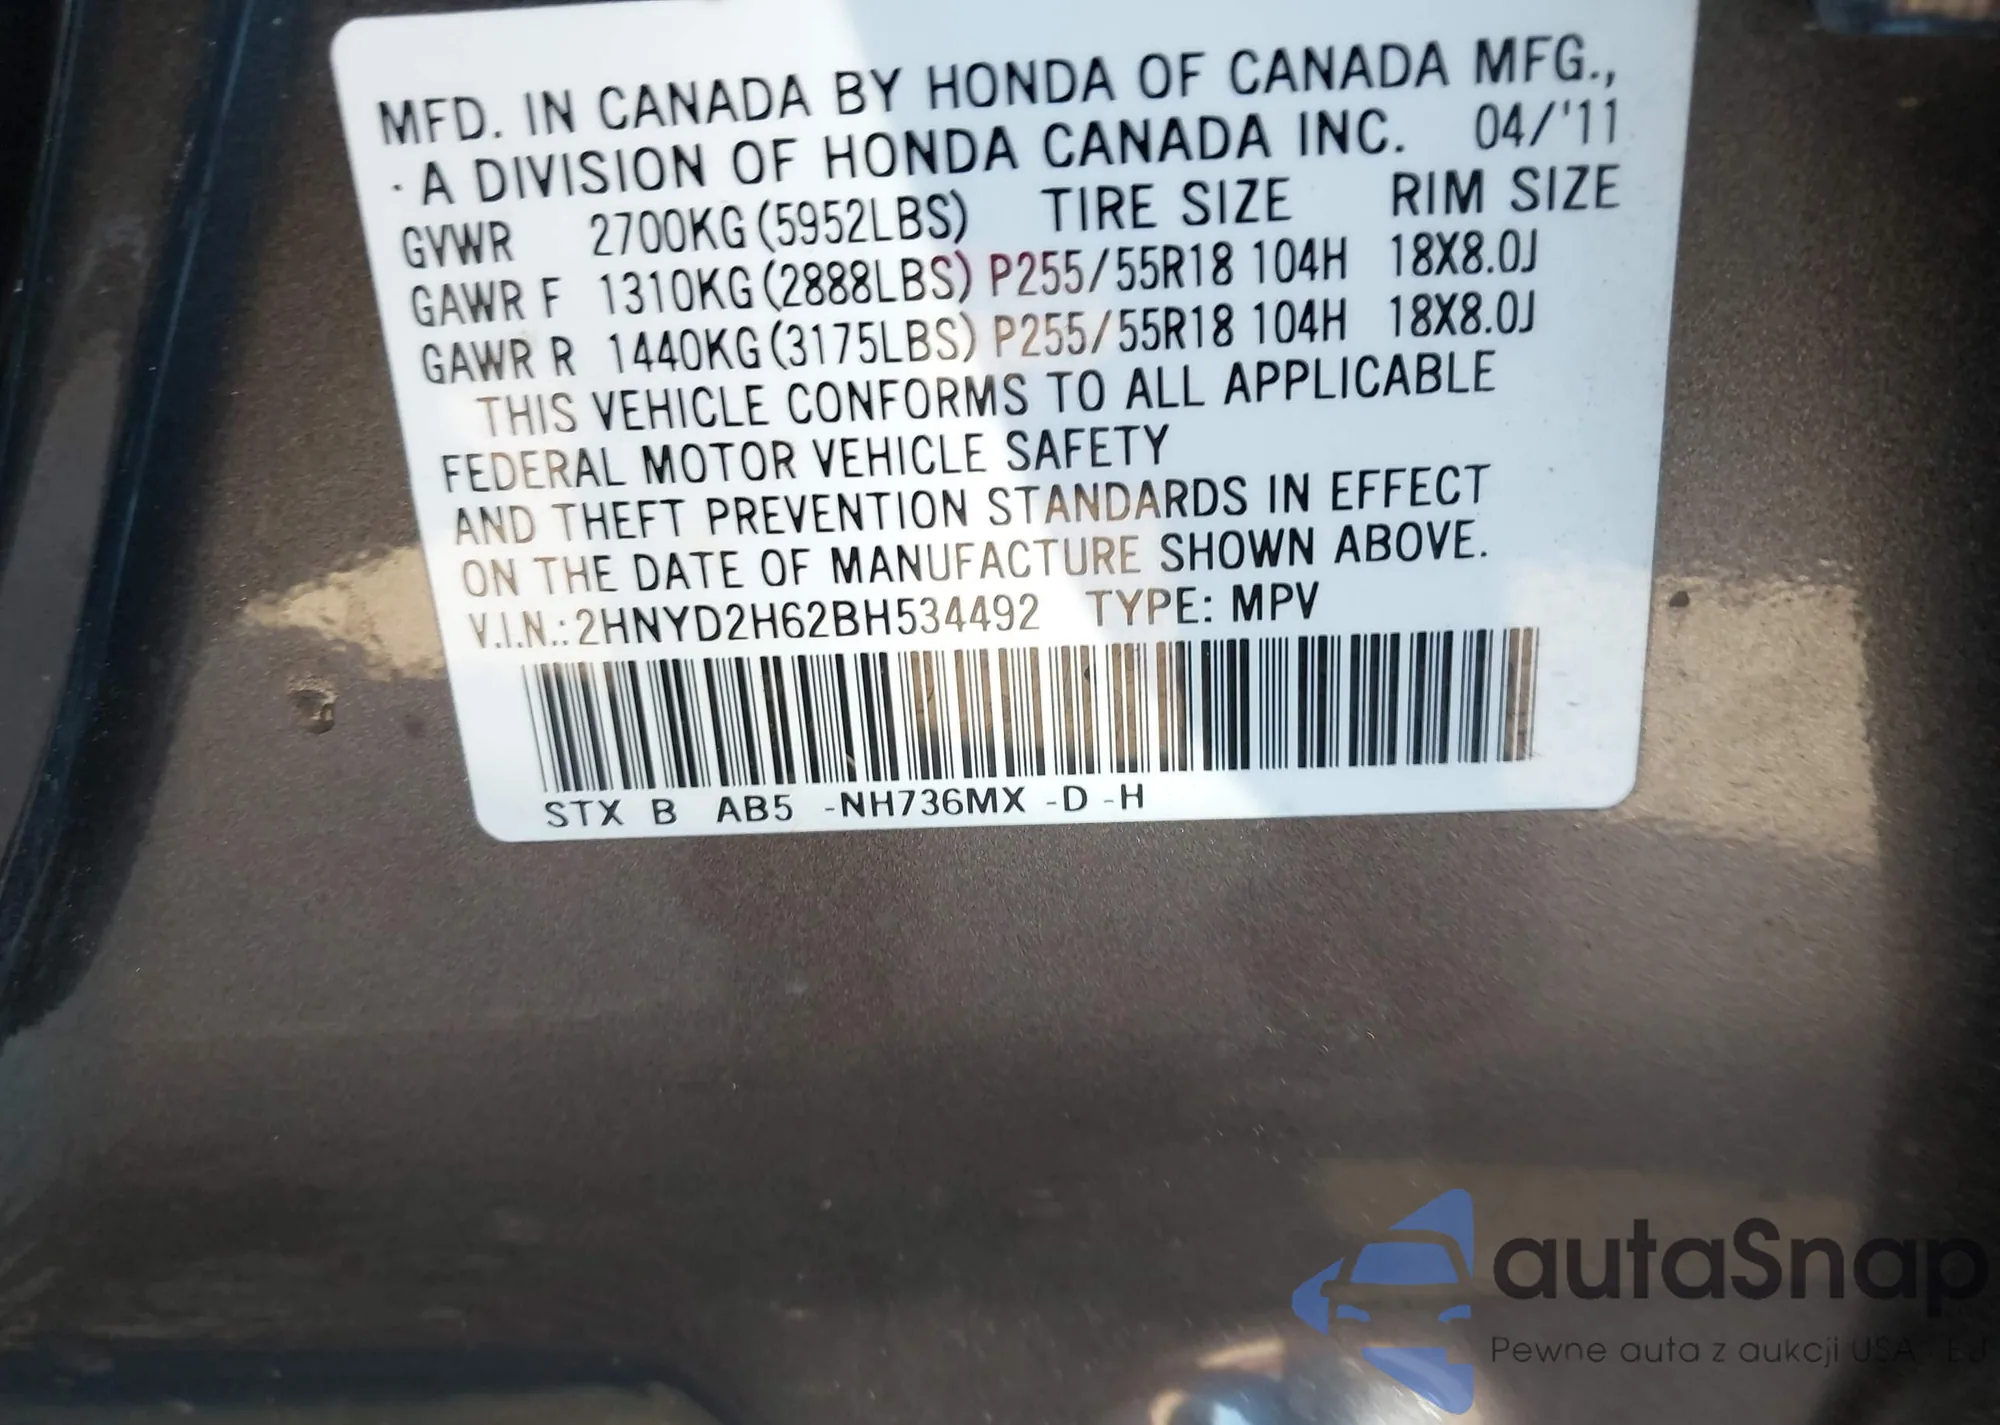 MFD. IN CANADA BY HONDA OF CANADA MFG.,
· A DIVISION OF HONDA CANADA INC. 04/'11
GVWR 2700KG (5952LBS) TIRE SIZE RIM SIZE
GAWR F 1310KG (2888LBS) P255/55R18 104H 18X8.0J
GAWR R 1440KG (3175LBS) P255/55R18 104H 18X8.0J
THIS VEHICLE CONFORMS TO ALL APPLICABLE
FEDERAL MOTOR VEHICLE SAFETY
AND THEFT PREVENTION STANDARDS IN EFFECT
ON THE DATE OF MANUFACTURE SHOWN ABOVE.
V.I.N.: 2HNYD2H62BH534492 TYPE: MPV
STX B AB5 -NH736MX -D -H
autaSnap
Pewne auta z aukcji USA